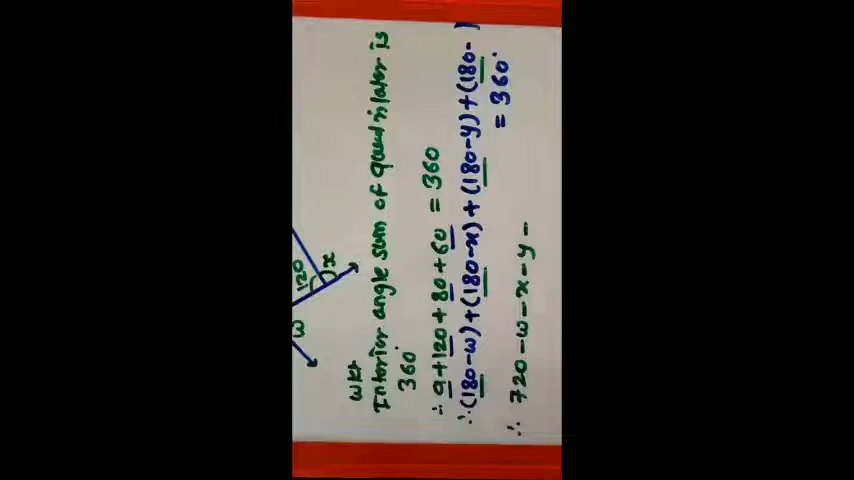 120
x
w
WKT
Interior angle sum of quadrilater is
360°
∴ a+120+80+60 = 360
∴(180-w)+(180-x)+(180-y)+(180-
= 360°
∴ 720-w-x-y-